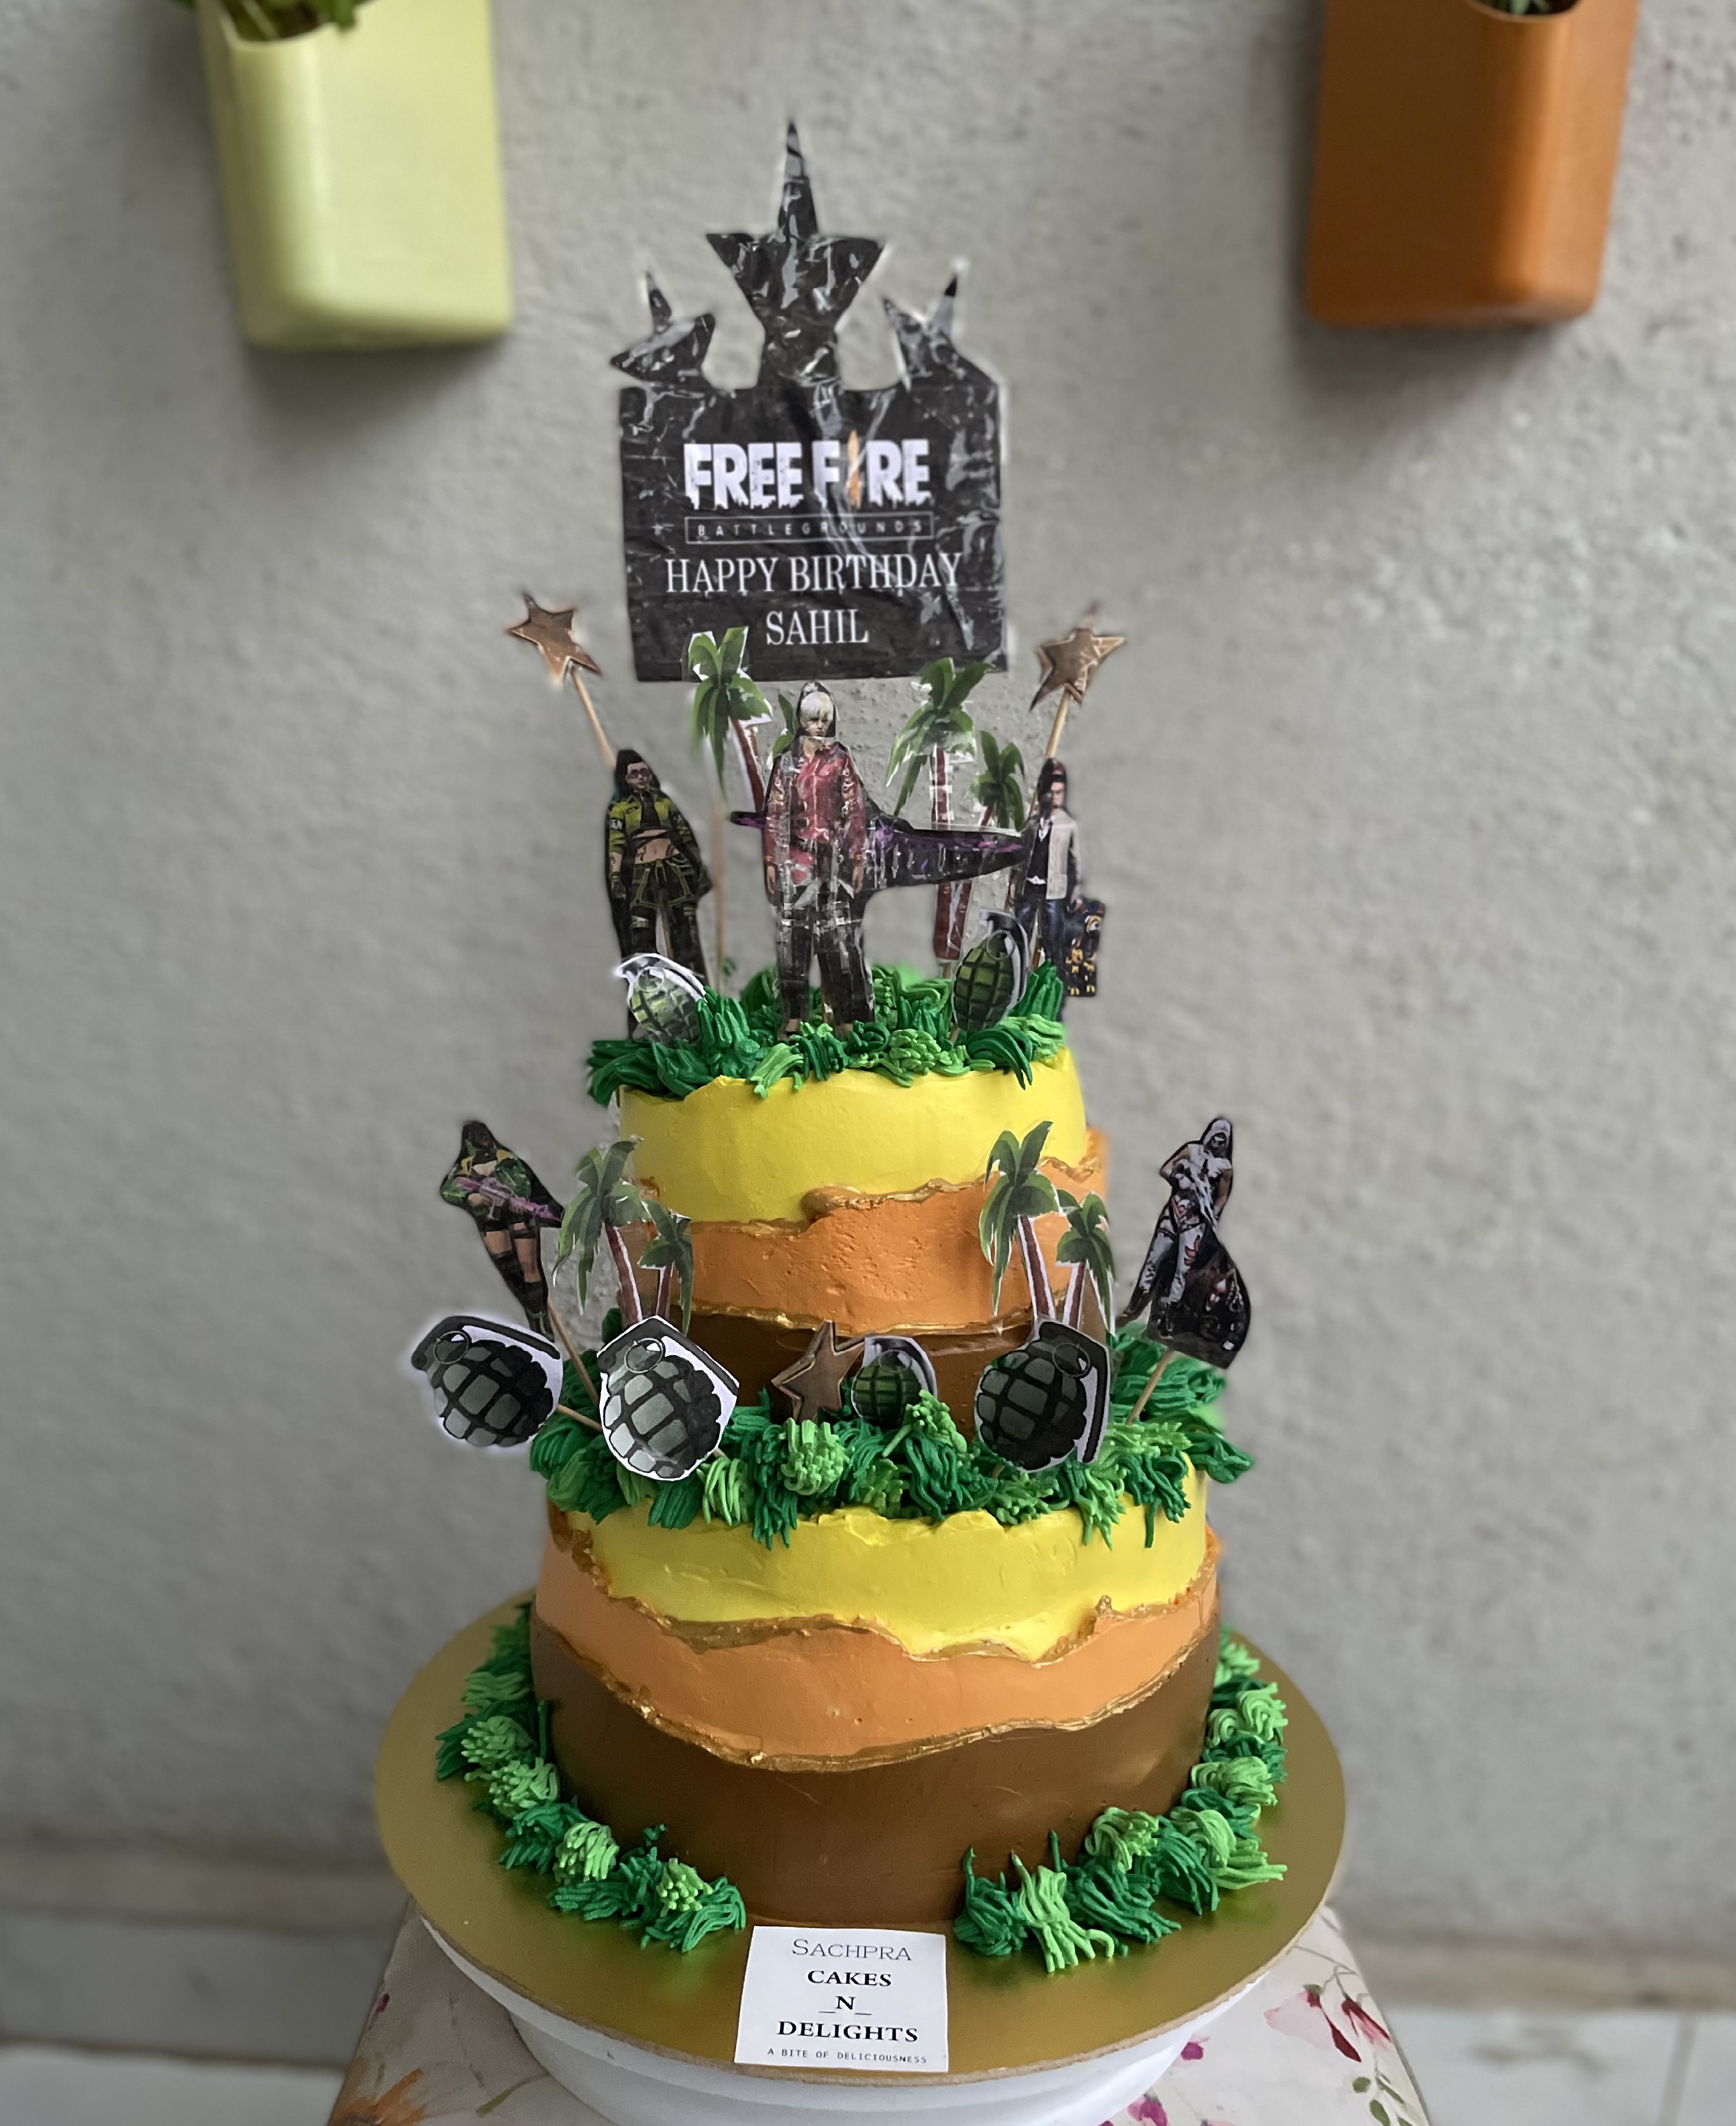 FREE FIRE
BATTLEGROUNDS
HAPPY BIRTHDAY
SAHIL
SACHPRA
CAKES
_N_
DELIGHTS
A BITE OF DELICIOUSNESS